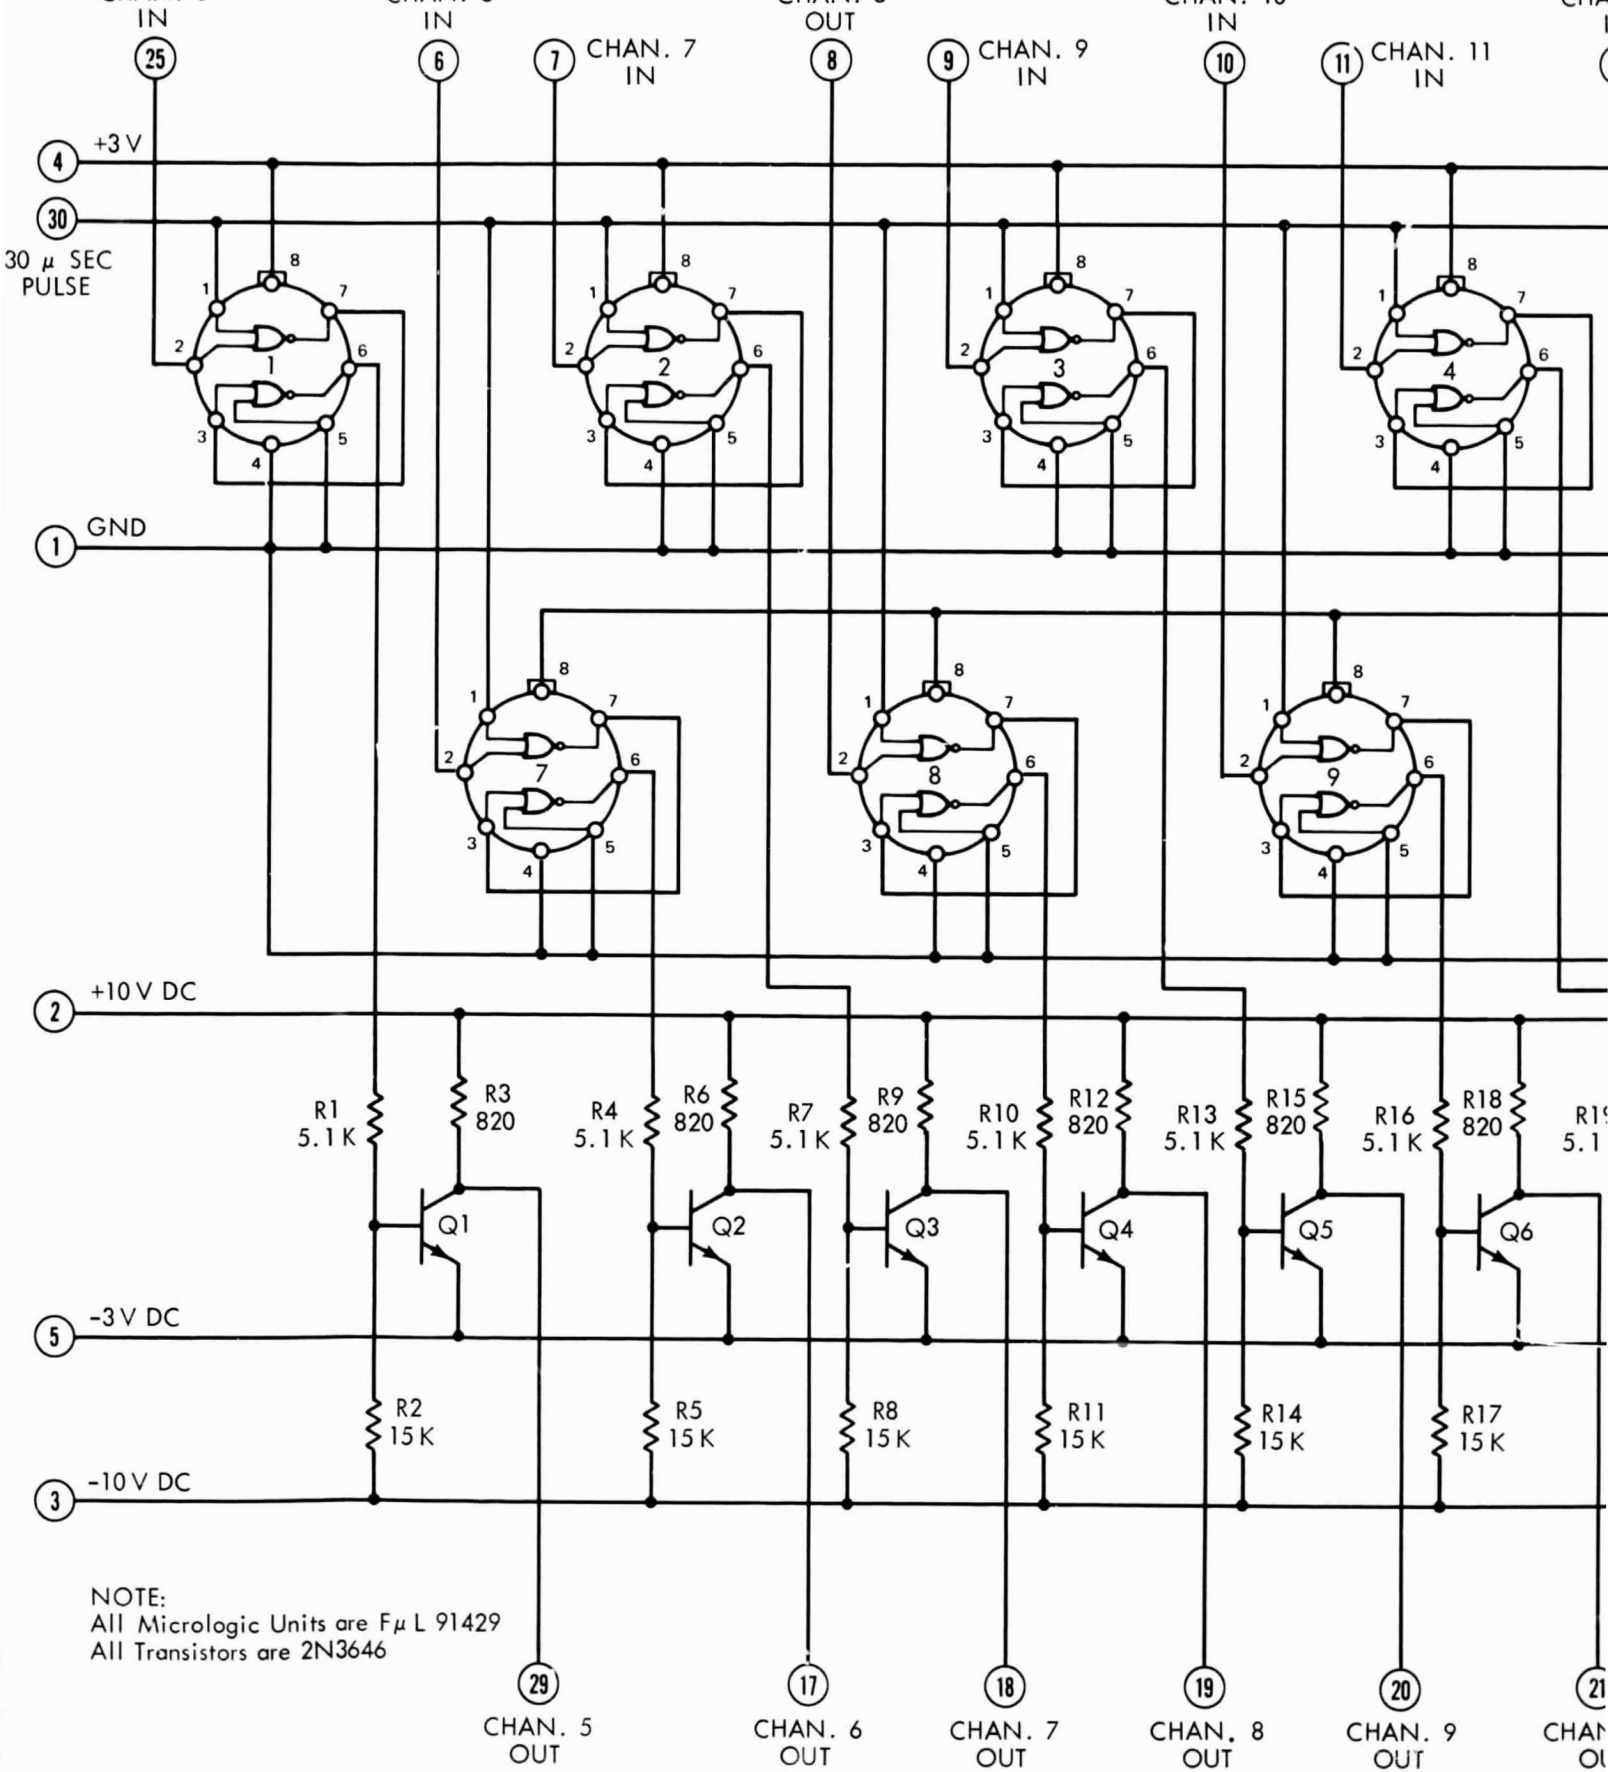 IN
IN
OUT
IN
25
6
7
CHAN. 7
IN
8
9
CHAN. 9
IN
10
11
CHAN. 11
IN
4
+3 V
30
30 µ SEC
PULSE
8
1
7
2
1
6
3
5
4
8
1
7
2
2
6
3
5
4
8
1
7
2
3
6
3
5
4
8
1
7
2
4
6
3
5
4
1
GND
8
1
7
2
7
6
3
5
4
8
1
7
2
8
6
3
5
4
8
1
7
2
9
6
3
5
4
2
+10 V DC
R1
5.1 K
R3
820
R4
5.1 K
R6
820
R7
5.1 K
R9
820
R10
5.1 K
R12
820
R13
5.1 K
R15
820
R16
5.1 K
R18
820
5.1
Q1
Q2
Q3
Q4
Q5
Q6
5
-3 V DC
R2
15 K
R5
15 K
R8
15 K
R11
15 K
R14
15 K
R17
15 K
3
-10 V DC
NOTE:
All Micrologic Units are Fµ L 91429
All Transistors are 2N3646
29
CHAN. 5
OUT
17
CHAN. 6
OUT
18
CHAN. 7
OUT
19
CHAN. 8
OUT
20
CHAN. 9
OUT
21